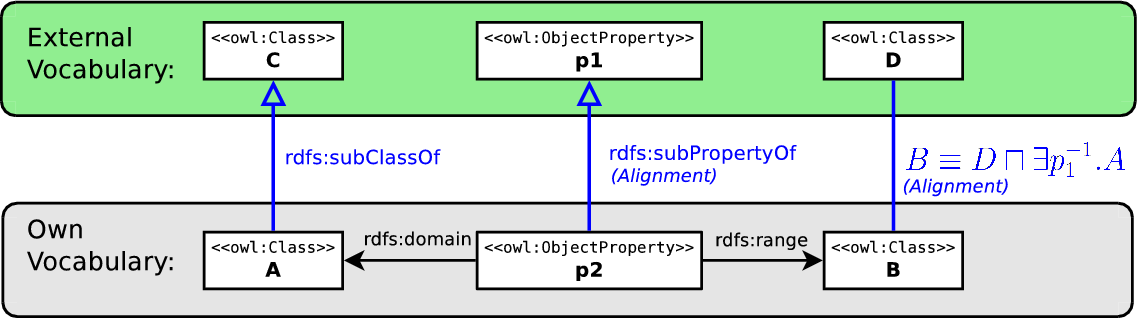 External
Vocabulary:
<<owl:Class>>
C
<<owl:ObjectProperty>>
p1
<<owl:Class>>
D
rdfs:subClassOf
rdfs:subPropertyOf
(Alignment)
B ≡ D ⊓ ∃p₁⁻¹.A
(Alignment)
Own
Vocabulary:
<<owl:Class>>
A
rdfs:domain
<<owl:ObjectProperty>>
p2
rdfs:range
<<owl:Class>>
B